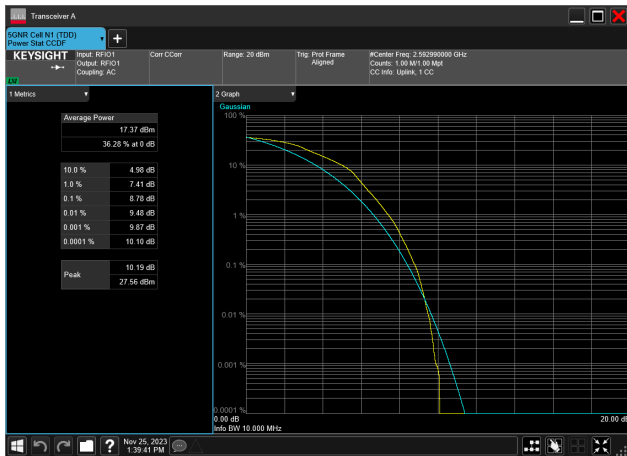 Transceiver A
5GNR Cell N1 (TDD)
Power Stat CCDF
+
KEYSIGHT
LXI
Input: RFIO1
Output: RFIO1
Coupling: AC
Corr CCorr
Range: 20 dBm
Trig: Prot Frame
Aligned
#Center Freq: 2.592990000 GHz
Counts: 1.00 M/1.00 Mpt
CC Info: Uplink, 1 CC
1 Metrics
Average Power
17.37 dBm
36.28 % at 0 dB
10.0 % 4.98 dB
1.0 % 7.41 dB
0.1 % 8.78 dB
0.01 % 9.48 dB
0.001 % 9.87 dB
0.0001 % 10.10 dB
Peak
10.19 dB
27.56 dBm
2 Graph
Gaussian
100 %
10 %
1 %
0.1 %
0.01 %
0.001 %
0.0001 %
0.00 dB
20.00 dB
Info BW 10.000 MHz
?
Nov 25, 2023
1:39:41 PM